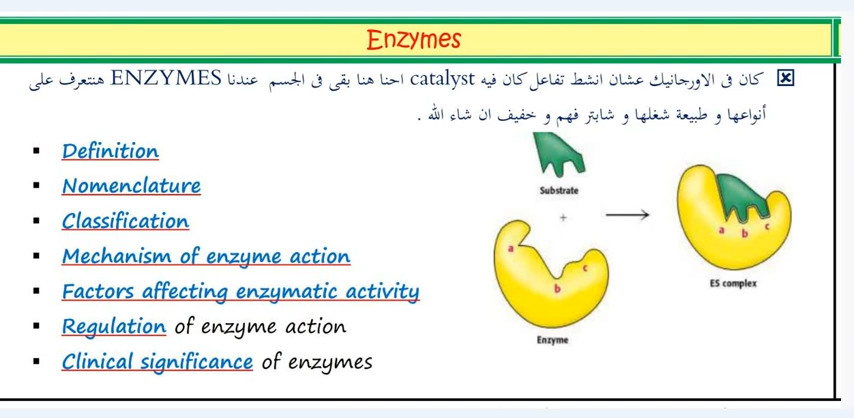 Enzymes
كان فى الاورجانيك عشان انشط تفاعل كان فيه catalyst احنا هنا بقى فى الجسم عندنا ENZYMES هنتعرف على
أنواعها و طبيعة شغلها و شابتر فهم و خفيف ان شاء الله .
Definition
Nomenclature
Classification
Mechanism of enzyme action
Factors affecting enzymatic activity
Regulation of enzyme action
Clinical significance of enzymes
Substrate
+
a
b
c
Enzyme
a
b
c
ES complex